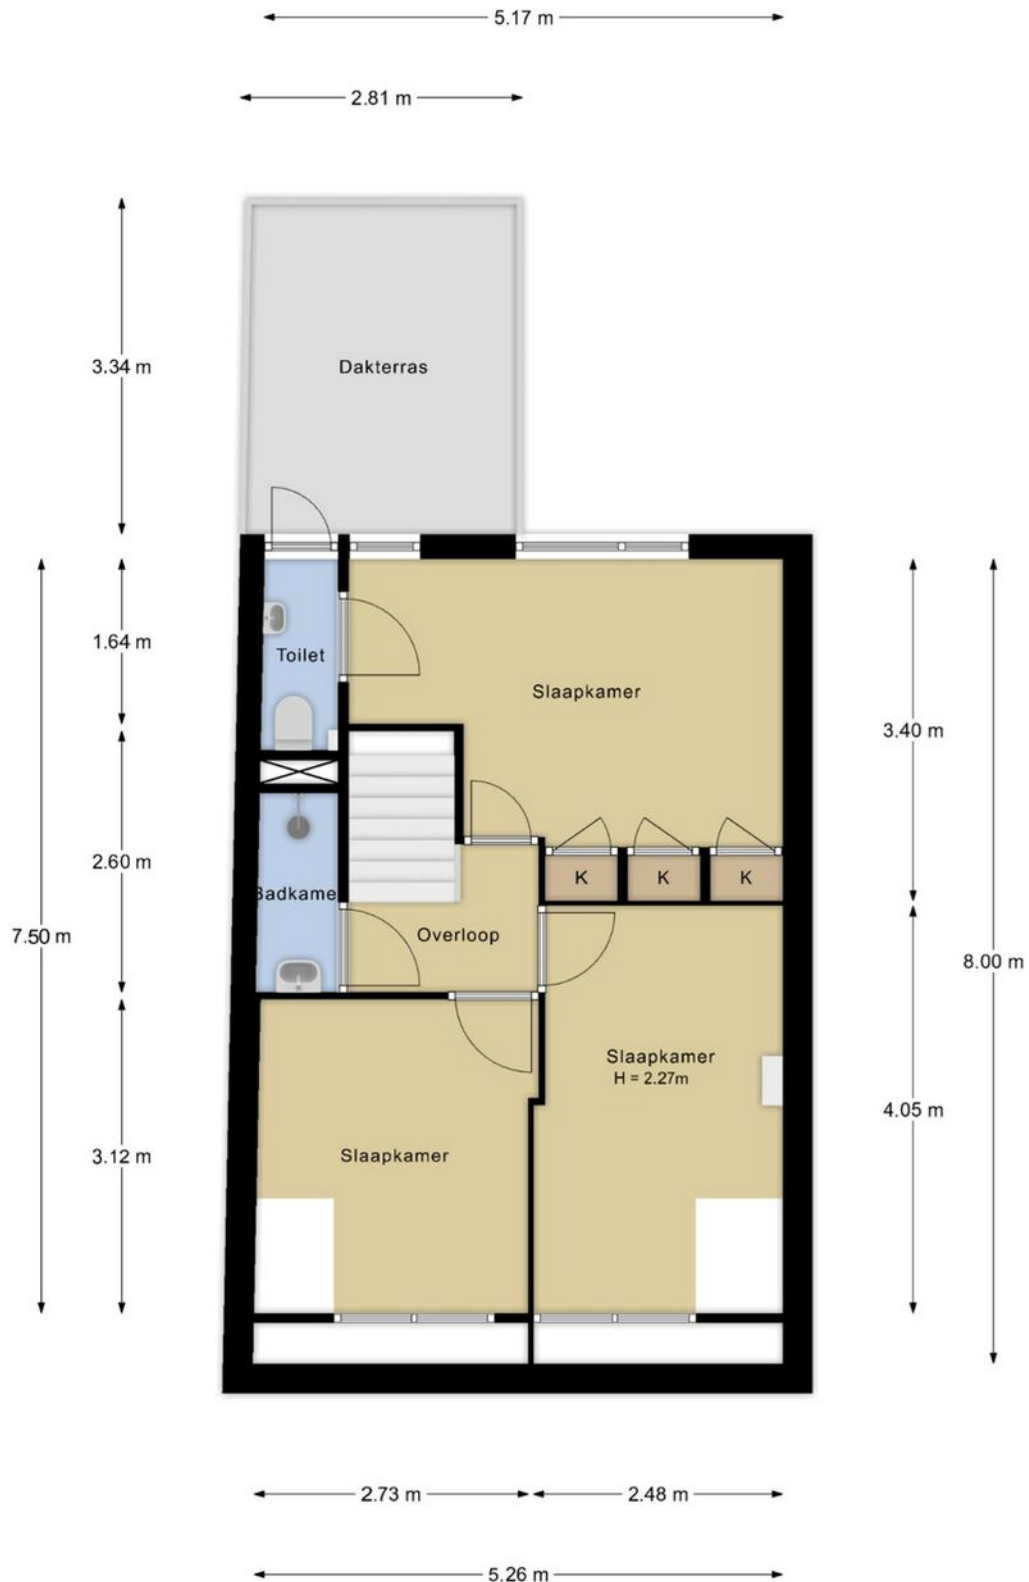 5.17 m
2.81 m
3.34 m
Dakterras
1.64 m
Toilet
Slaapkamer
3.40 m
2.60 m
K K K
Badkame
7.50 m
Overloop
8.00 m
Slaapkamer
H = 2.27m
4.05 m
3.12 m
Slaapkamer
2.73 m
2.48 m
5.26 m